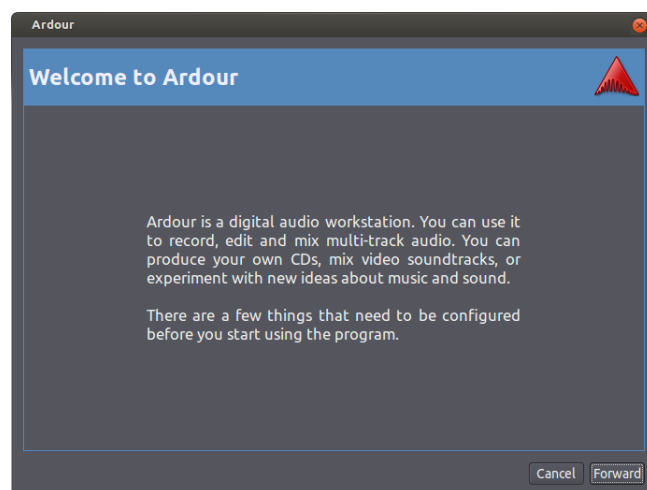 Ardour
Welcome to Ardour
Ardour is a digital audio workstation. You can use it
to record, edit and mix multi-track audio. You can
produce your own CDs, mix video soundtracks, or
experiment with new ideas about music and sound.
There are a few things that need to be configured
before you start using the program.
Cancel Forward